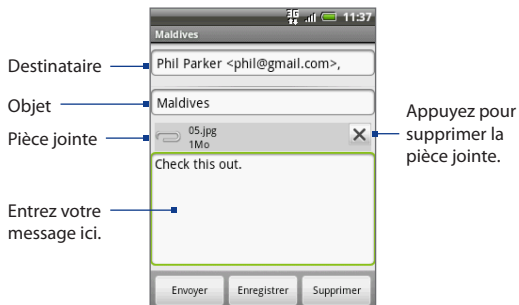 3G 11:37
Maldives
Destinataire
Phil Parker <phil@gmail.com>,
Objet
Maldives
Pièce jointe
05.jpg
1Mo
Appuyez pour
supprimer la
pièce jointe.
Check this out.
Entrez votre
message ici.
Envoyer Enregistrer Supprimer